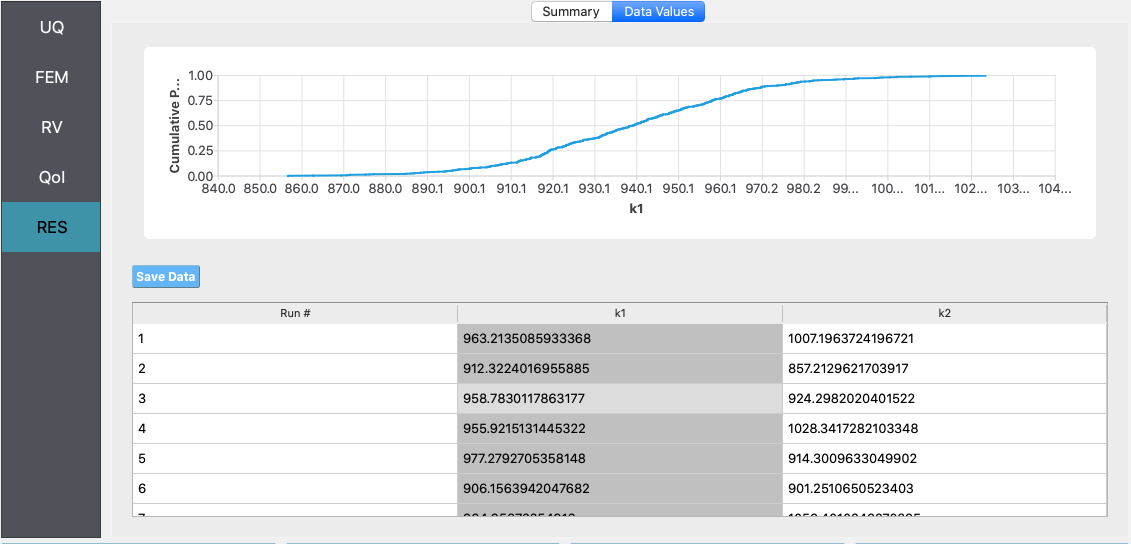 Summary Data Values
UQ
FEM
RV
QoI
RES
Cumulative P...
1.00
0.75
0.50
0.25
0.00
840.0 850.0 860.0 870.0 880.0 890.1 900.1 910.1 920.1 930.1 940.1 950.1 960.1 970.2 980.2 99... 100... 101... 102... 103... 104...
k1
Save Data
Run # k1 k2
1 963.2135085933368 1007.1963724196721
2 912.3224016955885 857.2129621703917
3 958.7830117863177 924.2982020401522
4 955.9215131445322 1028.3417282103348
5 977.2792705358148 914.3009633049902
6 906.1563942047682 901.2510650523403